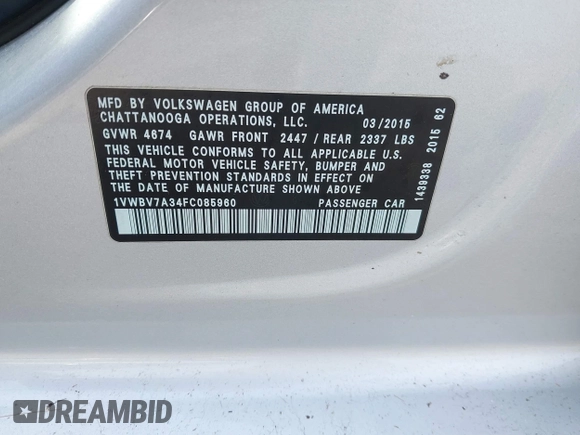 MFD BY VOLKSWAGEN GROUP OF AMERICA
CHATTANOOGA OPERATIONS, LLC. 03/2015
GVWR 4674 GAWR FRONT 2447 / REAR 2337 LBS
THIS VEHICLE CONFORMS TO ALL APPLICABLE U.S.
FEDERAL MOTOR VEHICLE SAFETY, BUMPER AND
THEFT PREVENTION STANDARDS IN EFFECT ON THE
DATE OF MANUFACTURE SHOWN ABOVE
1VWBV7A34FC085960 PASSENGER CAR
1439338 2015 62
DREAMBID